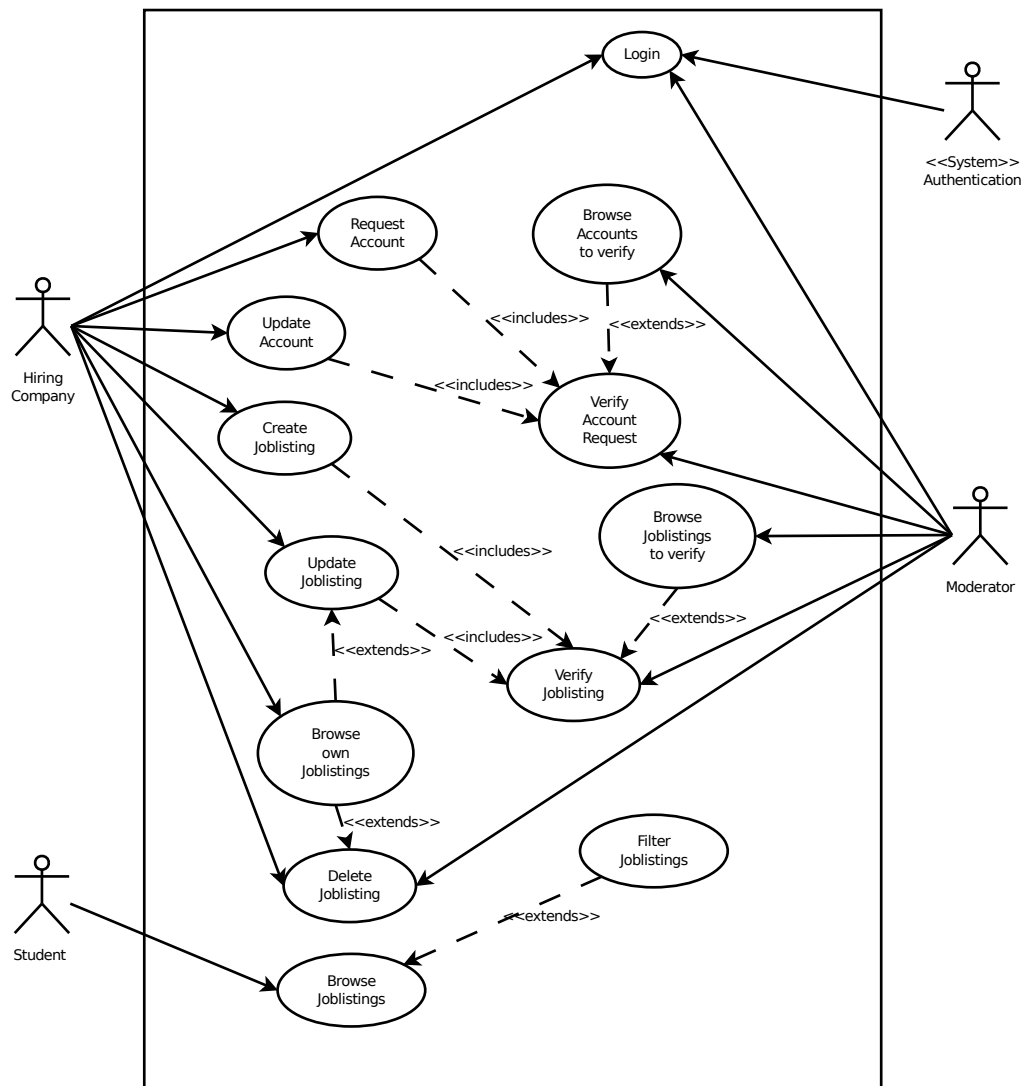 Login
<<System>>
Authentication
Request
Account
Browse
Accounts
to verify
<<includes>>
<<extends>>
Update
Account
Hiring
Company
<<includes>>
Verify
Account
Request
Create
Joblisting
Browse
Joblistings
to verify
<<includes>>
Update
Joblisting
Moderator
<<extends>>
<<includes>>
<<extends>>
Verify
Joblisting
Browse
own
Joblistings
<<extends>>
Filter
Joblistings
Delete
Joblisting
<<extends>>
Student
Browse
Joblistings